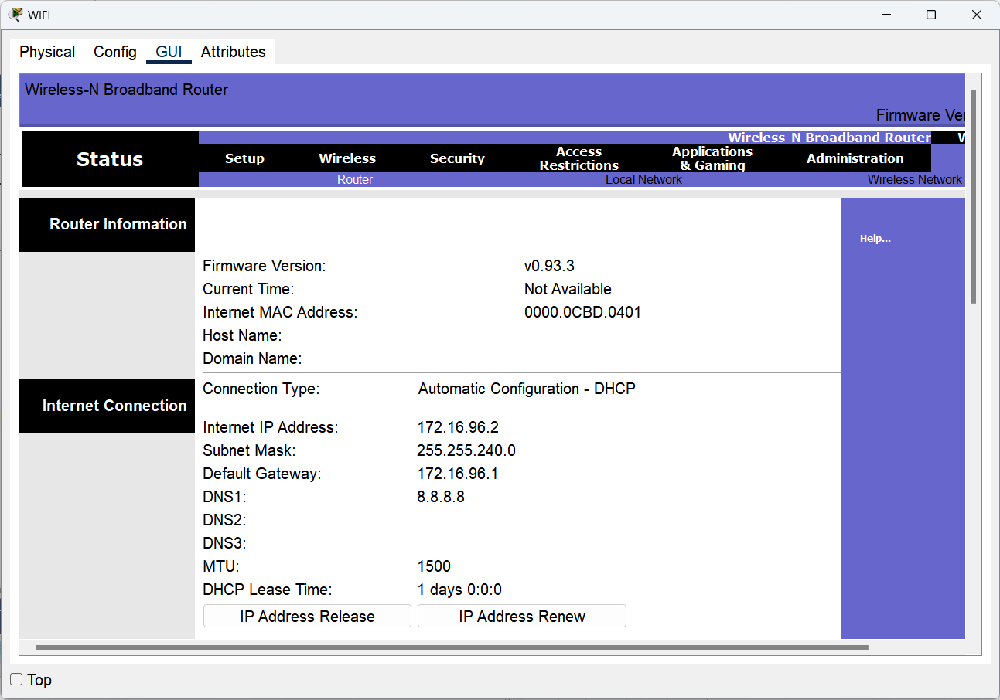 WIFI
Physical Config GUI Attributes
Wireless-N Broadband Router
Firmware Ver
Wireless-N Broadband Router W
Status Setup Wireless Security Access Restrictions Applications & Gaming Administration
Router Local Network Wireless Network
Router Information
Help...
Firmware Version: v0.93.3
Current Time: Not Available
Internet MAC Address: 0000.0CBD.0401
Host Name:
Domain Name:
Connection Type: Automatic Configuration - DHCP
Internet Connection
Internet IP Address: 172.16.96.2
Subnet Mask: 255.255.240.0
Default Gateway: 172.16.96.1
DNS1: 8.8.8.8
DNS2:
DNS3:
MTU: 1500
DHCP Lease Time: 1 days 0:0:0
IP Address Release IP Address Renew
Top